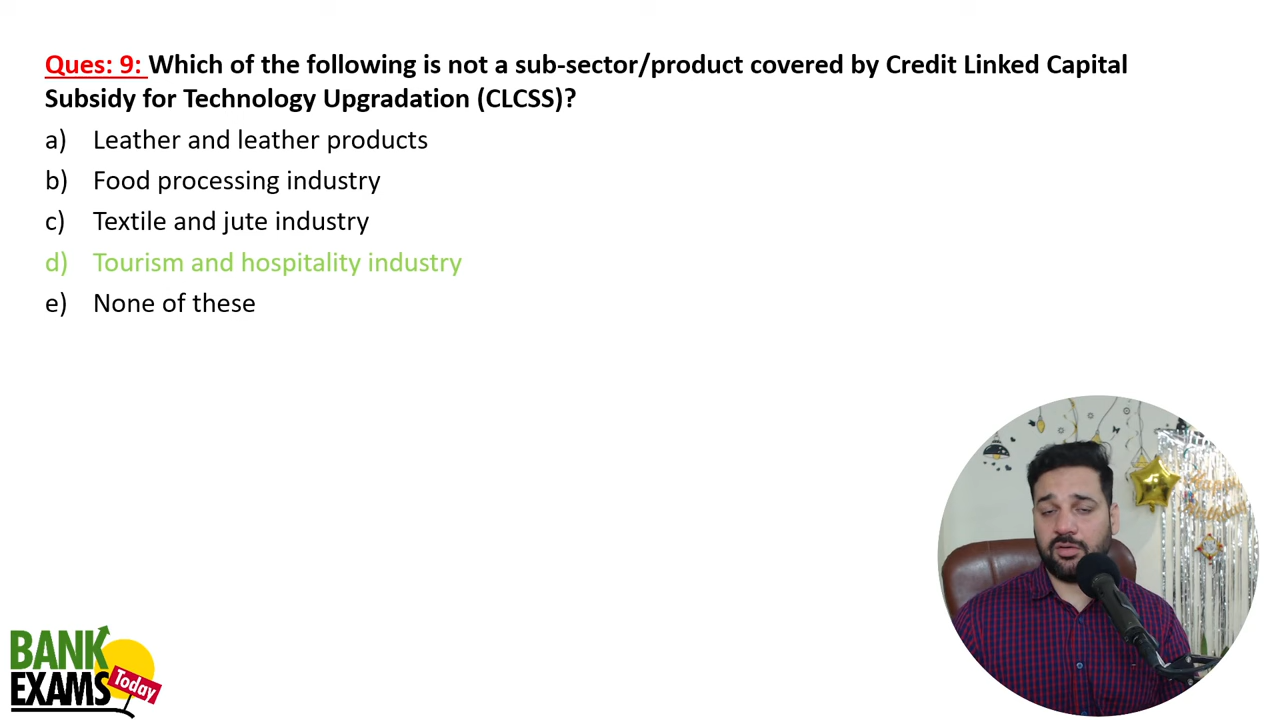 Ques: 9: Which of the following is not a sub-sector/product covered by Credit Linked Capital
Subsidy for Technology Upgradation (CLCSS)?
a) Leather and leather products
b) Food processing industry
c) Textile and jute industry
d) Tourism and hospitality industry
e) None of these
Happy
Birthday
BANK
EXAMS
Today